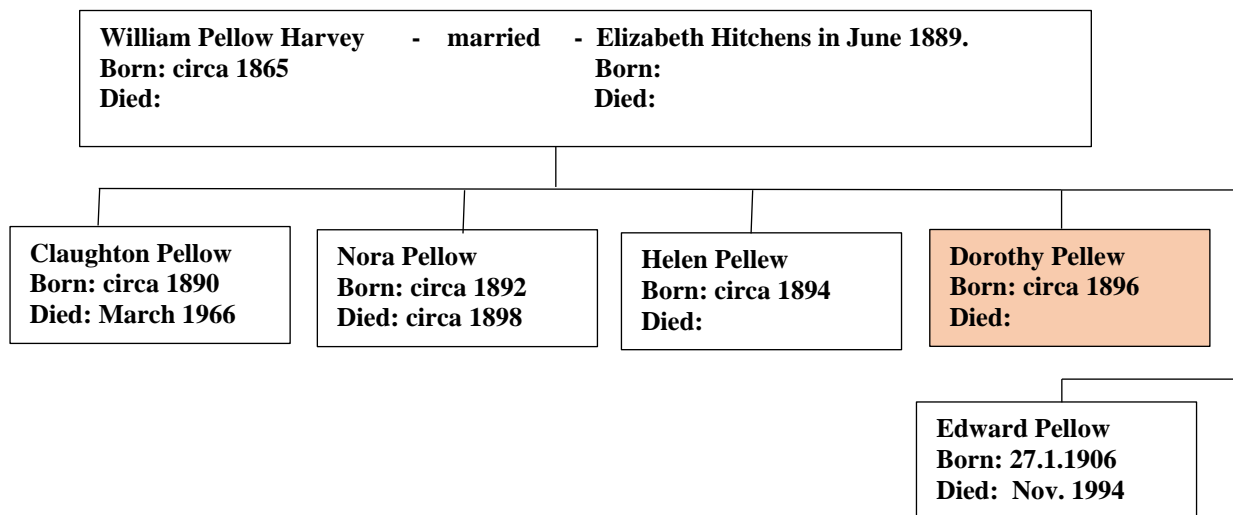 William Pellow Harvey - married - Elizabeth Hitchens in June 1889.
Born: circa 1865 Born:
Died: Died:
Claughton Pellow
Born: circa 1890
Died: March 1966
Nora Pellow
Born: circa 1892
Died: circa 1898
Helen Pellew
Born: circa 1894
Died:
Dorothy Pellew
Born: circa 1896
Died:
Edward Pellow
Born: 27.1.1906
Died: Nov. 1994